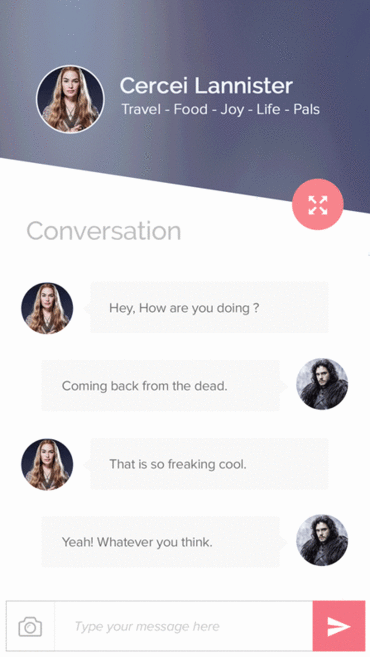 Cercei Lannister
Travel - Food - Joy - Life - Pals
Conversation
Hey, How are you doing ?
Coming back from the dead.
That is so freaking cool.
Yeah! Whatever you think.
Type your message here